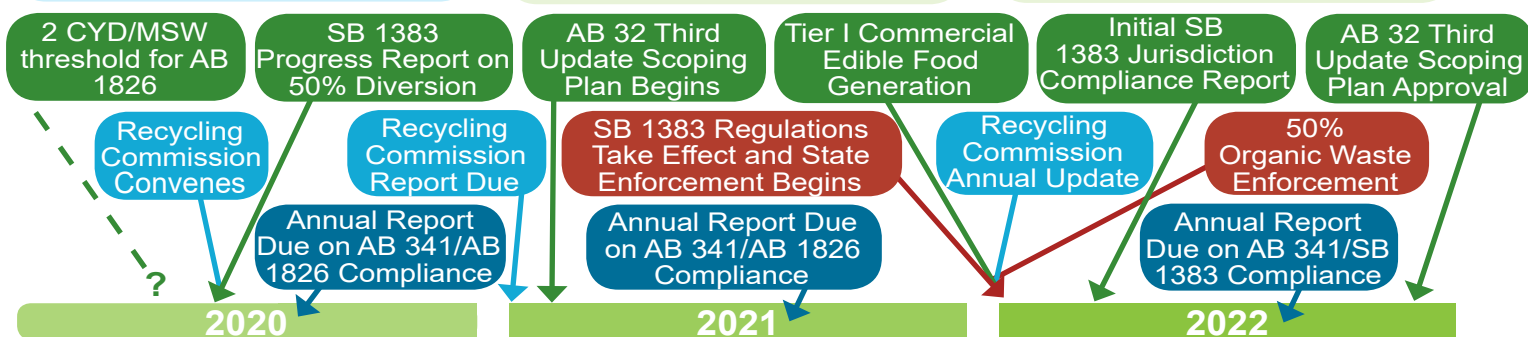 2 CYD/MSW
threshold for AB
1826
SB 1383
Progress Report on
50% Diversion
AB 32 Third
Update Scoping
Plan Begins
Tier I Commercial
Edible Food
Generation
Initial SB
1383 Jurisdiction
Compliance Report
AB 32 Third
Update Scoping
Plan Approval
Recycling
Commission
Convenes
Recycling
Commission
Report Due
SB 1383 Regulations
Take Effect and State
Enforcement Begins
Recycling
Commission
Annual Update
50%
Organic Waste
Enforcement
Annual Report
Due on AB 341/AB
1826 Compliance
Annual Report Due
on AB 341/AB 1826
Compliance
Annual Report
Due on AB 341/SB
1383 Compliance
?
2020
2021
2022